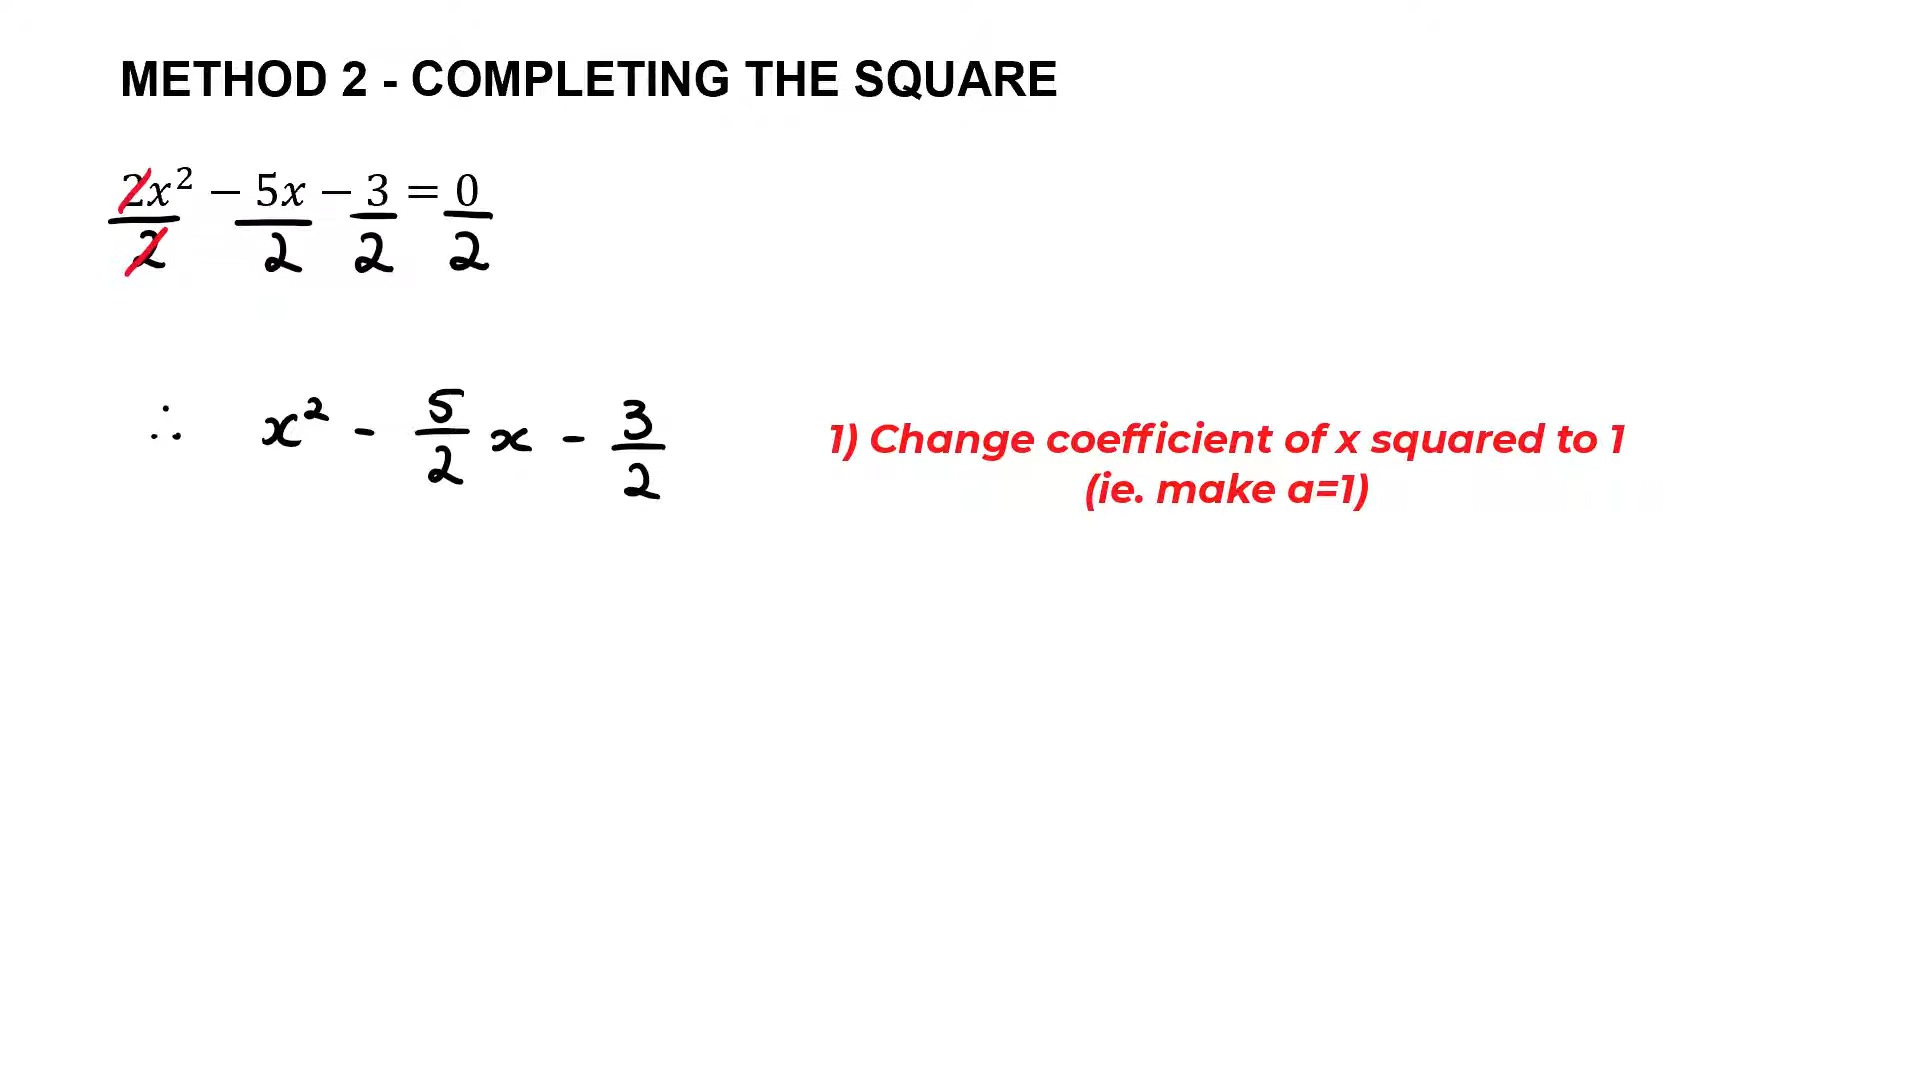 METHOD 2 - COMPLETING THE SQUARE
2x² − 5x − 3 = 0
2 2 2 2
∴ x² - 5/2 x - 3/2
1) Change coefficient of x squared to 1
(ie. make a=1)